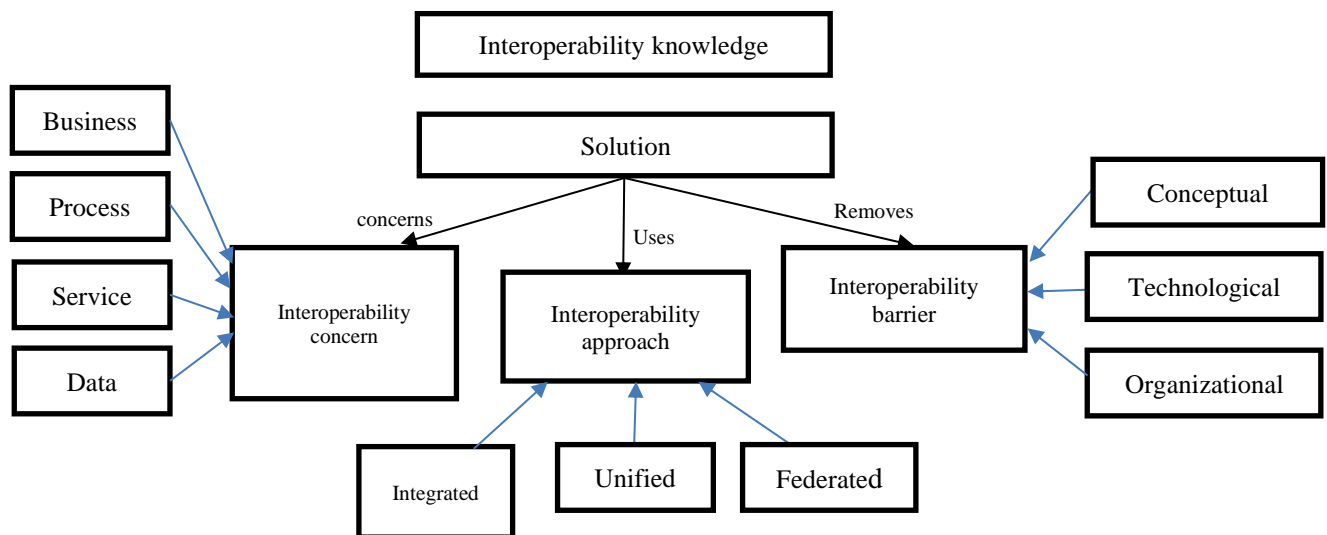 Interoperability knowledge
Solution
Business
Process
Service
Data
concerns
Uses
Removes
Interoperability
concern
Interoperability
approach
Interoperability
barrier
Conceptual
Technological
Organizational
Integrated
Unified
Federated